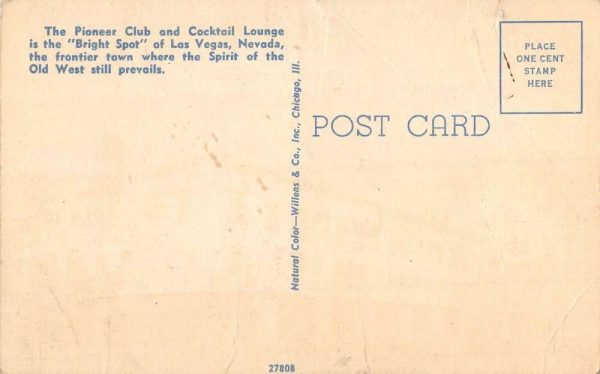 The Pioneer Club and Cocktail Lounge
is the "Bright Spot" of Las Vegas, Nevada,
the frontier town where the Spirit of the
Old West still prevails.
Natural Color—Willens & Co., Inc., Chicago, Ill.
POST CARD
PLACE
ONE CENT
STAMP
HERE
27808